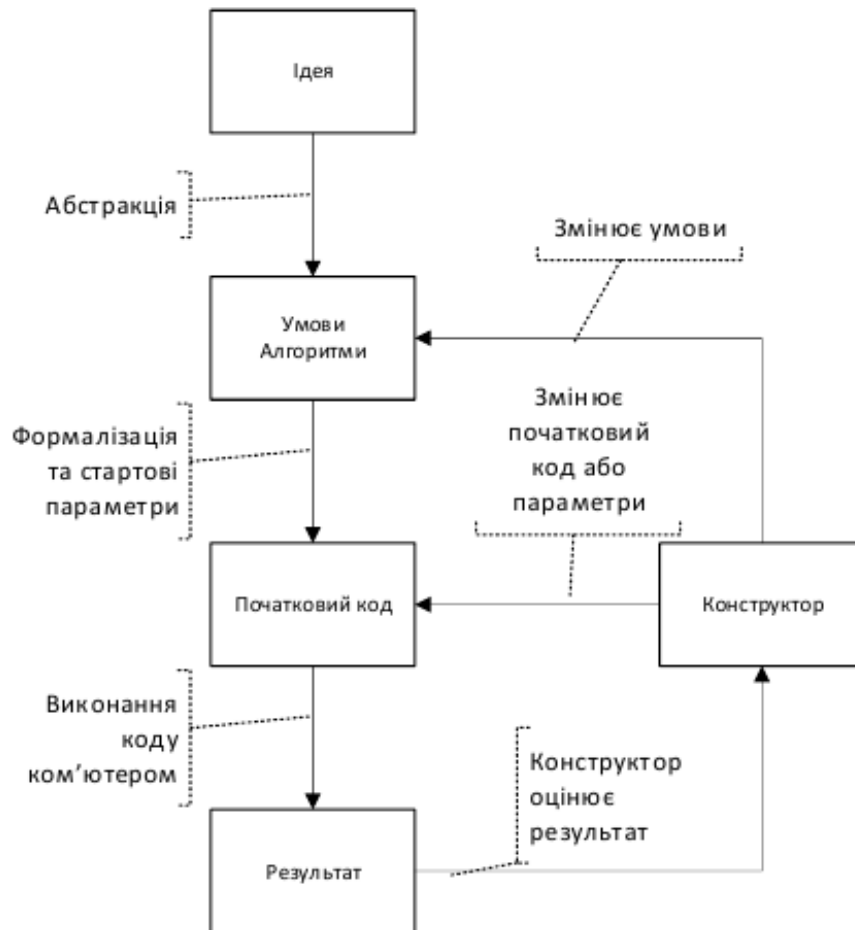 Ідея
Абстракція
Змінює умови
Умови
Алгоритми
Формалізація
та стартові
параметри
Змінює
початковий
код або
параметри
Початковий код
Конструктор
Виконання
коду
ком’ютером
Конструктор
оцінює
результат
Результат